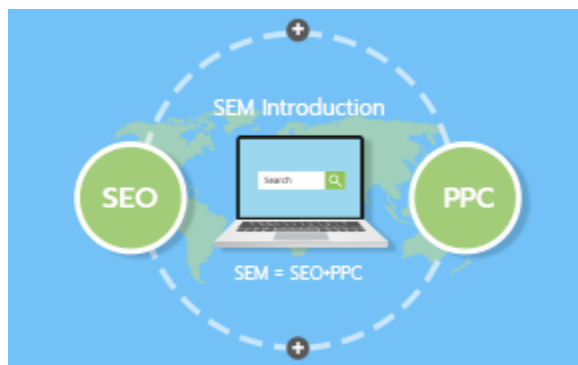 SEM Introduction
Search
SEO
PPC
SEM = SEO+PPC